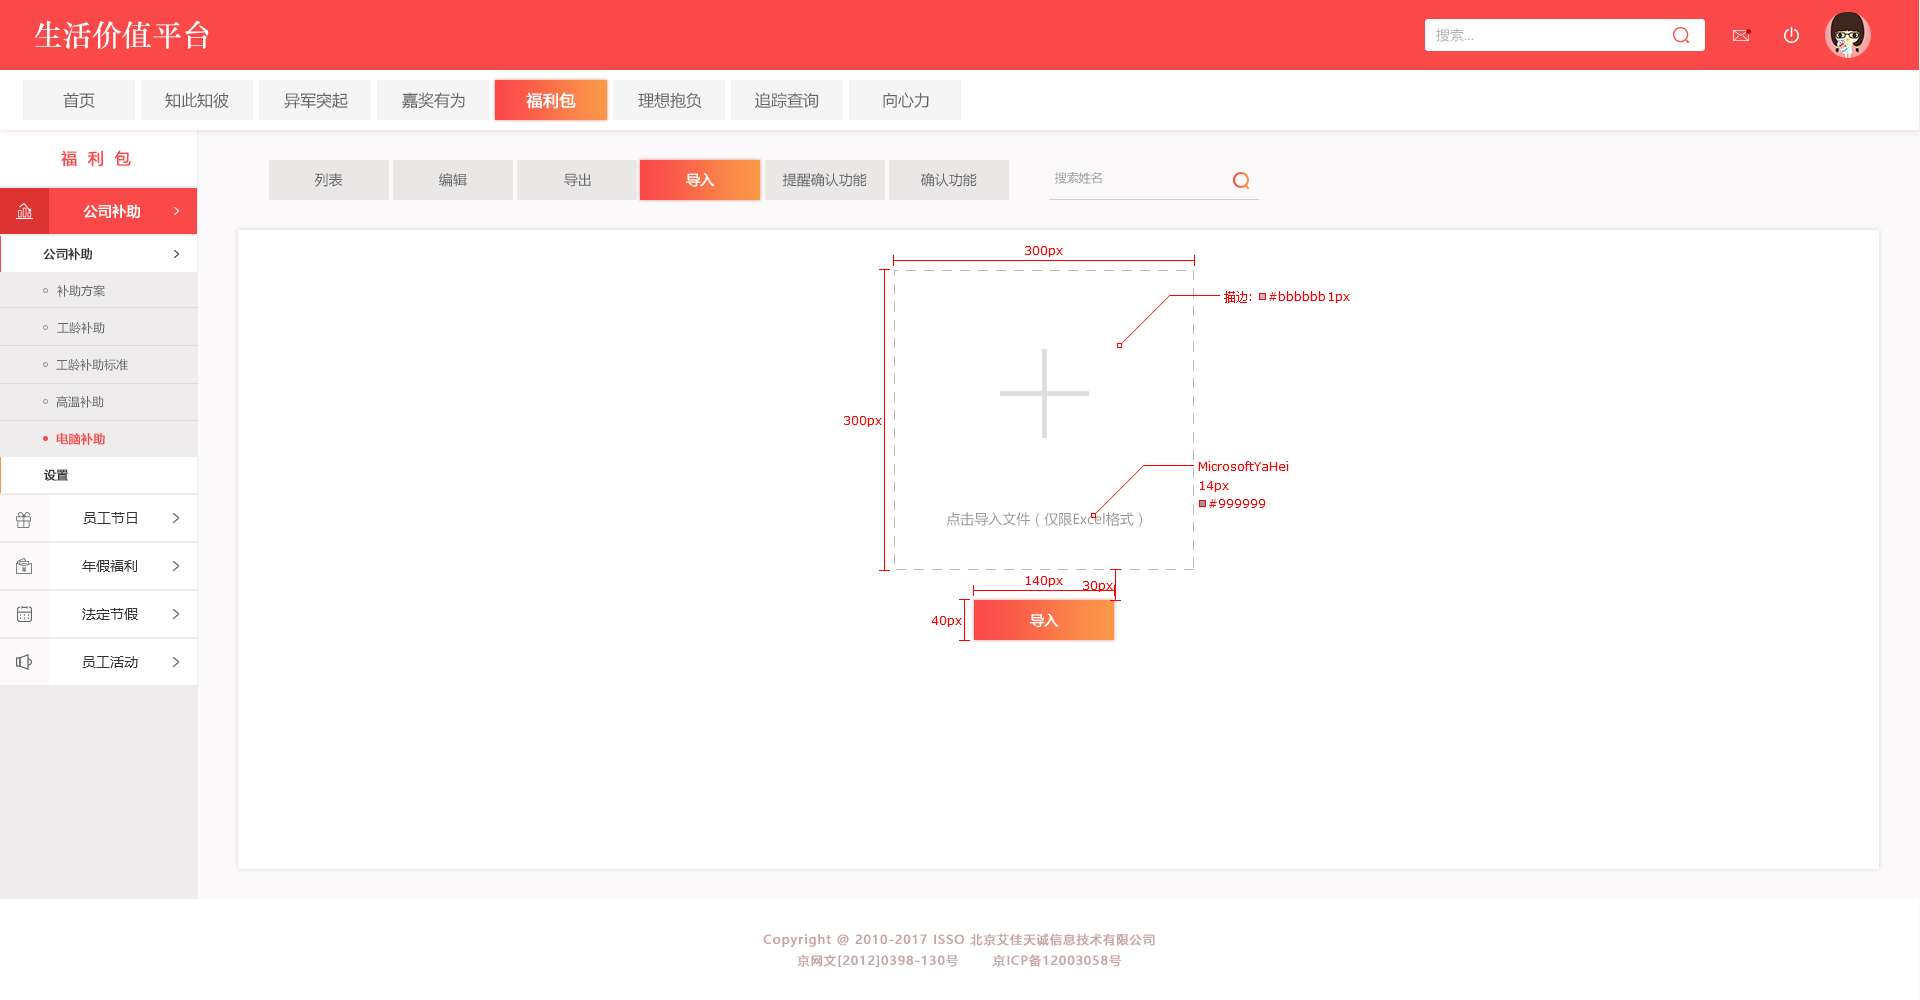 生活价值平台
搜索...
首页
知此知彼
异军突起
嘉奖有为
福利包
理想抱负
追踪查询
向心力
福 利 包
公司补助
公司补助
补助方案
工龄补助
工龄补助标准
高温补助
电脑补助
设置
员工节日
年假福利
法定节假
员工活动
列表
编辑
导出
导入
提醒确认功能
确认功能
搜索姓名
300px
描边: #bbbbbb 1px
300px
MicrosoftYaHei
14px
#999999
点击导入文件（仅限Excel格式）
140px
30px
40px
导入
Copyright @ 2010-2017 ISSO 北京艾佳天诚信息技术有限公司
京网文[2012]0398-130号 京ICP备12003058号